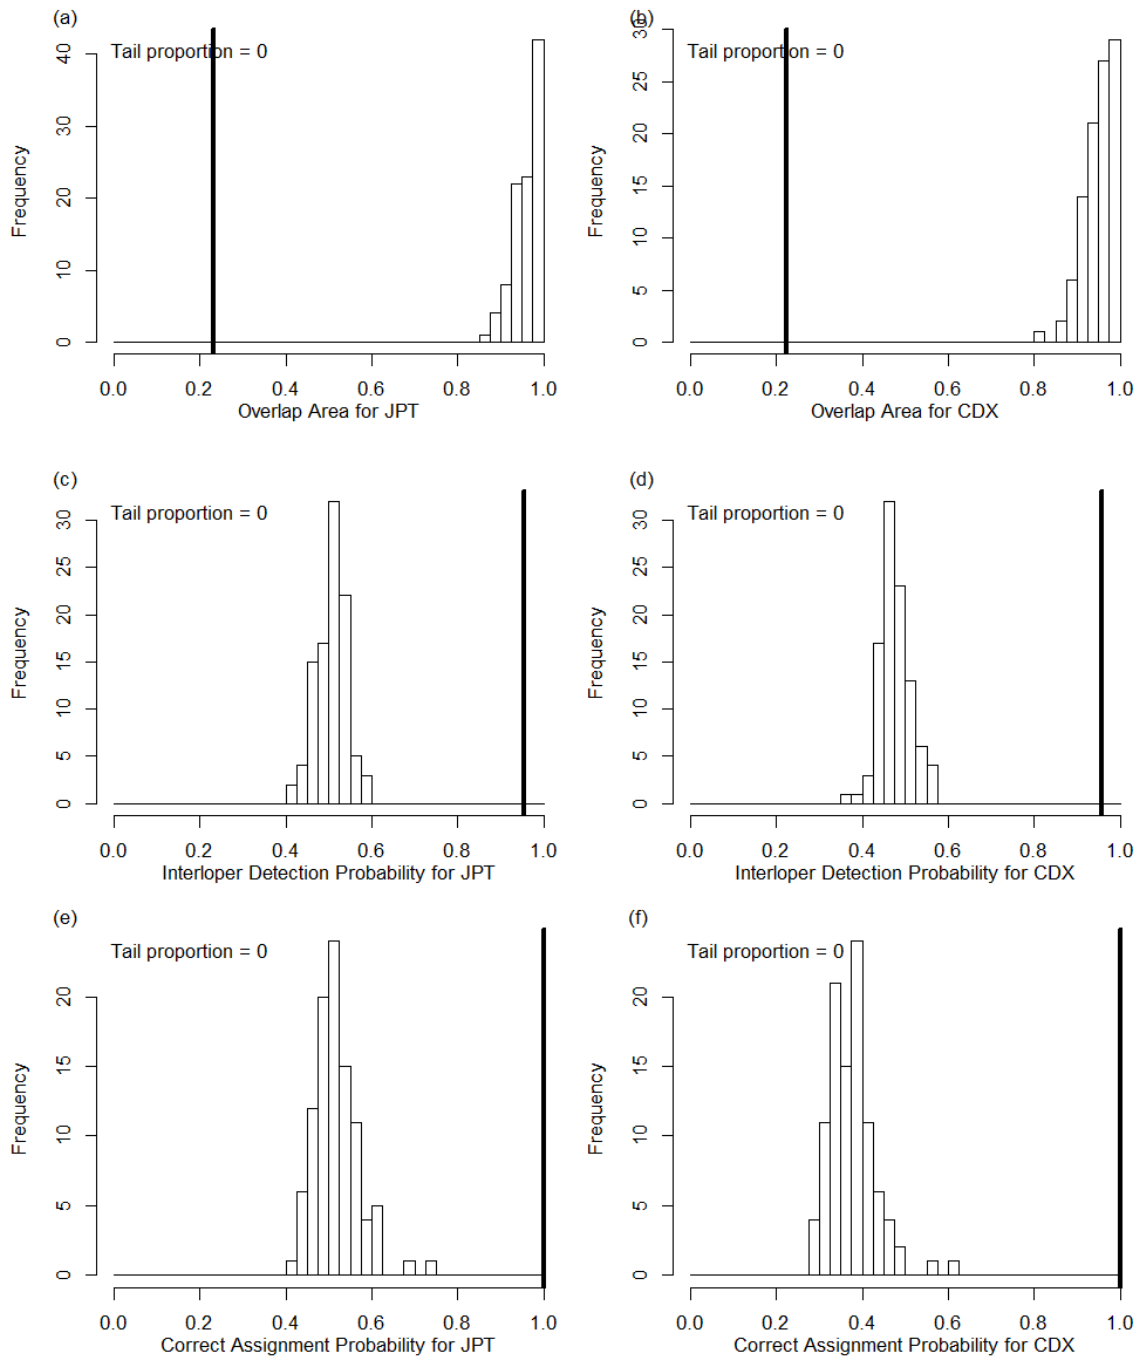 (a)
Tail proportion = 0
Frequency
0
10
20
30
40
0.0 0.2 0.4 0.6 0.8 1.0
Overlap Area for JPT
(b)
Tail proportion = 0
Frequency
0
5
10
15
20
25
30
0.0 0.2 0.4 0.6 0.8 1.0
Overlap Area for CDX
(c)
Tail proportion = 0
Frequency
0
5
10
15
20
25
30
0.0 0.2 0.4 0.6 0.8 1.0
Interloper Detection Probability for JPT
(d)
Tail proportion = 0
Frequency
0
5
10
15
20
25
30
0.0 0.2 0.4 0.6 0.8 1.0
Interloper Detection Probability for CDX
(e)
Tail proportion = 0
Frequency
0
5
10
15
20
0.0 0.2 0.4 0.6 0.8 1.0
Correct Assignment Probability for JPT
(f)
Tail proportion = 0
Frequency
0
5
10
15
20
0.0 0.2 0.4 0.6 0.8 1.0
Correct Assignment Probability for CDX